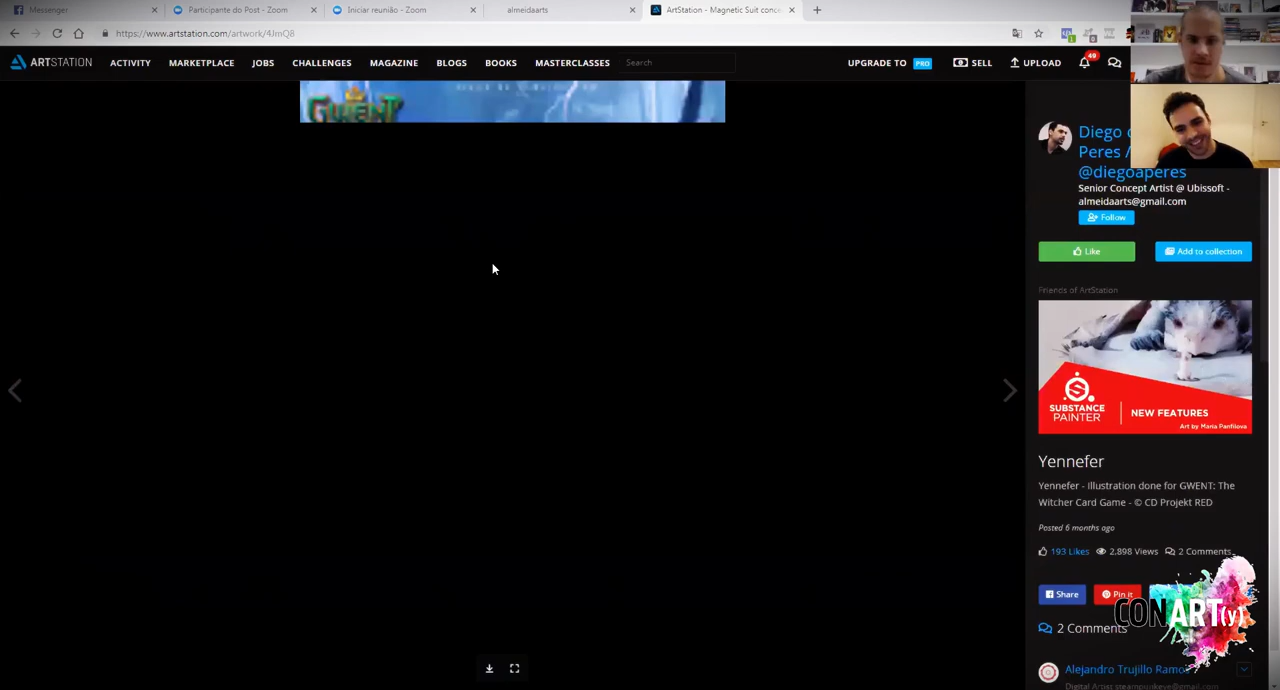 Messenger
Participante do Post - Zoom
Iniciar reunião - Zoom
almeidaarts
ArtStation - Magnetic Suit conce
https://www.artstation.com/artwork/4JmQ8
ARTSTATION
ACTIVITY
MARKETPLACE
JOBS
CHALLENGES
MAGAZINE
BLOGS
BOOKS
MASTERCLASSES
Search
UPGRADE TO PRO
SELL
UPLOAD
49
GWENT
Diego
Peres /
@diegoaperes
Senior Concept Artist @ Ubissoft -
almeidaarts@gmail.com
Follow
Like
Add to collection
Friends of ArtStation
SUBSTANCE
PAINTER
NEW FEATURES
Art by Maria Panfilova
Yennefer
Yennefer - Illustration done for GWENT: The
Witcher Card Game - © CD Projekt RED
Posted 6 months ago
193 Likes
2,898 Views
2 Comments
Share
Pin it
CONART(y)
2 Comments
Alejandro Trujillo Ramos